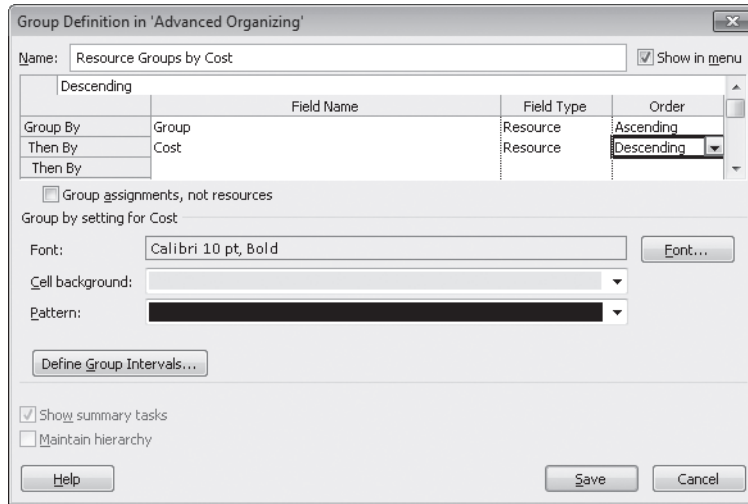 Group Definition in 'Advanced Organizing'
Name: Resource Groups by Cost Show in menu
Descending
Field Name Field Type Order
Group By Group Resource Ascending
Then By Cost Resource Descending
Then By
Group assignments, not resources
Group by setting for Cost
Font: Calibri 10 pt, Bold Font...
Cell background:
Pattern:
Define Group Intervals...
Show summary tasks
Maintain hierarchy
Help Save Cancel